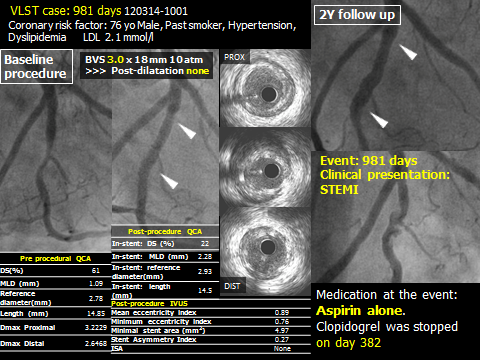 VLST case: 981 days 120314-1001
Coronary risk factor: 76 yo Male, Past smoker, Hypertension,
Dyslipidemia LDL 2.1 mmol/l
2Y follow up
Baseline
procedure
BVS 3.0 x 18mm 10 atm
>>> Post-dilatation none
PROX
DIST
Pre procedural QCA
DS(%) 61
MLD (mm) 1.09
Reference
diameter(mm) 2.78
Length (mm) 14.85
Dmax Proximal 3.2229
Dmax Distal 2.6468
Post-procedure QCA
In-stent: DS (%) 22
In-stent: MLD (mm) 2.28
In-stent: reference
diameter(mm) 2.93
In-stent: length
(mm) 14.5
Post-procedure IVUS
Mean eccentricity index 0.89
Minimum eccentricity index 0.76
Minimal stent area (mm²) 4.97
Stent Asymmetry Index 0.27
ISA None
Event: 981 days
Clinical presentation:
STEMI
Medication at the event:
Aspirin alone.
Clopidogrel was stopped
on day 382